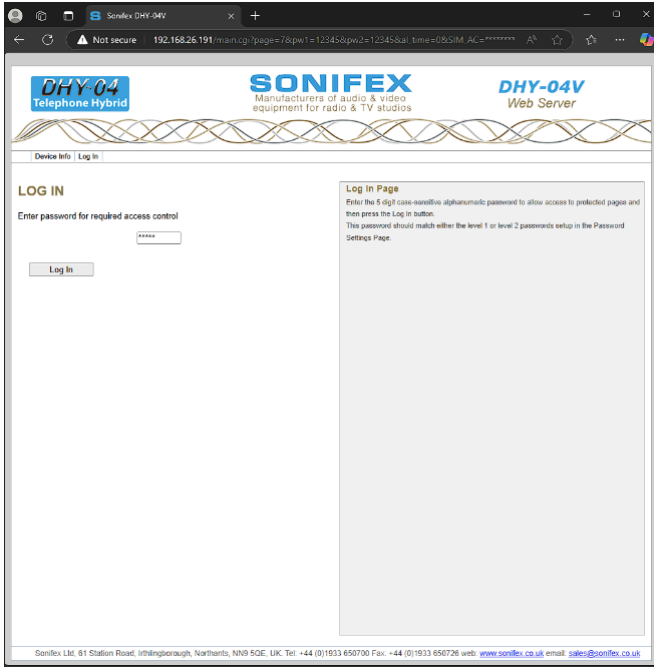 Sonifex DHY-04V
Not secure 192.168.26.191/main.cgi?page=7&pw1=12345&pw2=12345&al_time=0&SIM_AC=********
DHY-04
Telephone Hybrid
SONIFEX
Manufacturers of audio & video
equipment for radio & TV studios
DHY-04V
Web Server
Device Info Log In
LOG IN
Enter password for required access control
*****
Log In
Log In Page
Enter the 5 digit case-sensitive alphanumeric password to allow access to protected pages and
then press the Log In button.
This password should match either the level 1 or level 2 passwords setup in the Password
Settings Page.
Sonifex Ltd, 61 Station Road, Irthlingborough, Northants, NN9 5QE, UK. Tel: +44 (0)1933 650700 Fax: +44 (0)1933 650726 web: www.sonifex.co.uk email: sales@sonifex.co.uk